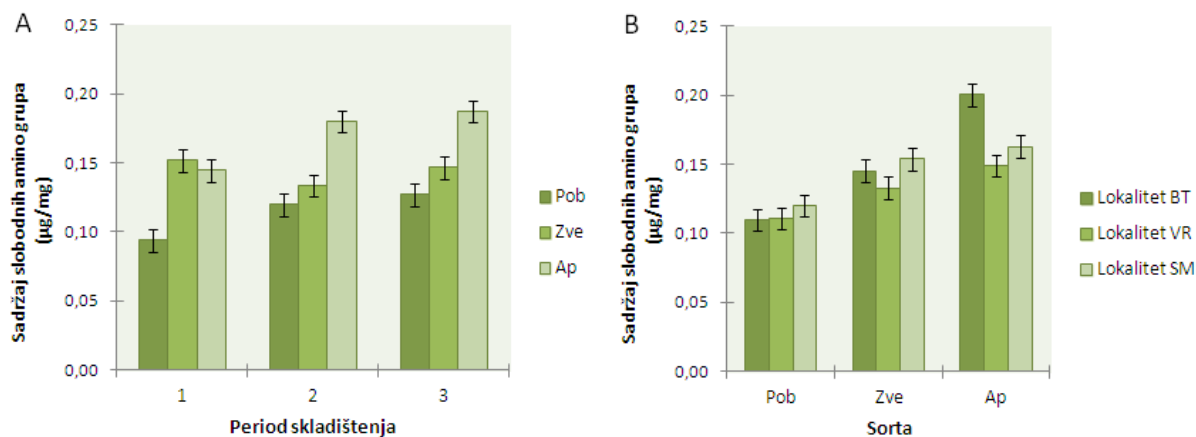 A
Sadržaj slobodnih amino grupa
(µg/mg)
0,25
0,20
0,15
0,10
0,05
0,00
1 2 3
Period skladištenja
Pob
Zve
Ap
B
Sadržaj slobodnih amino grupa
(µg/mg)
0,25
0,20
0,15
0,10
0,05
0,00
Pob Zve Ap
Sorta
Lokalitet BT
Lokalitet VR
Lokalitet SM